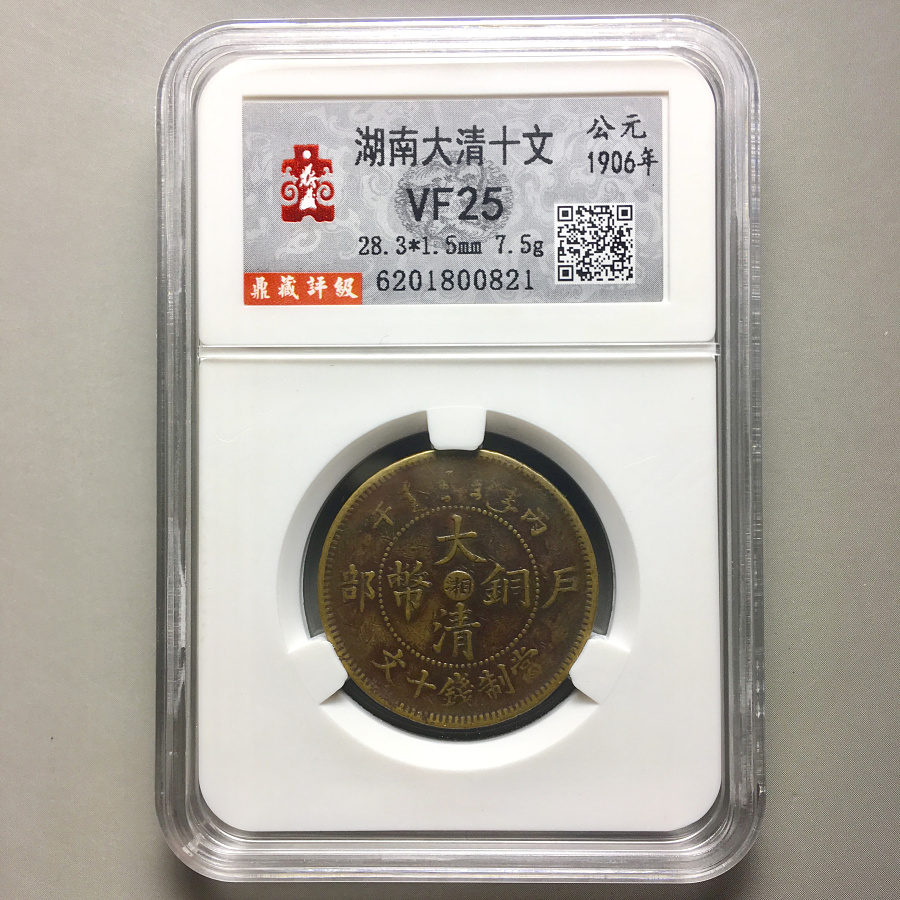 湖南大清十文
公元
1906年
VF25
28.3*1.5mm 7.5g
鼎藏評級
6201800821
丙午
大清銅幣
湘
戶部
當制錢十文